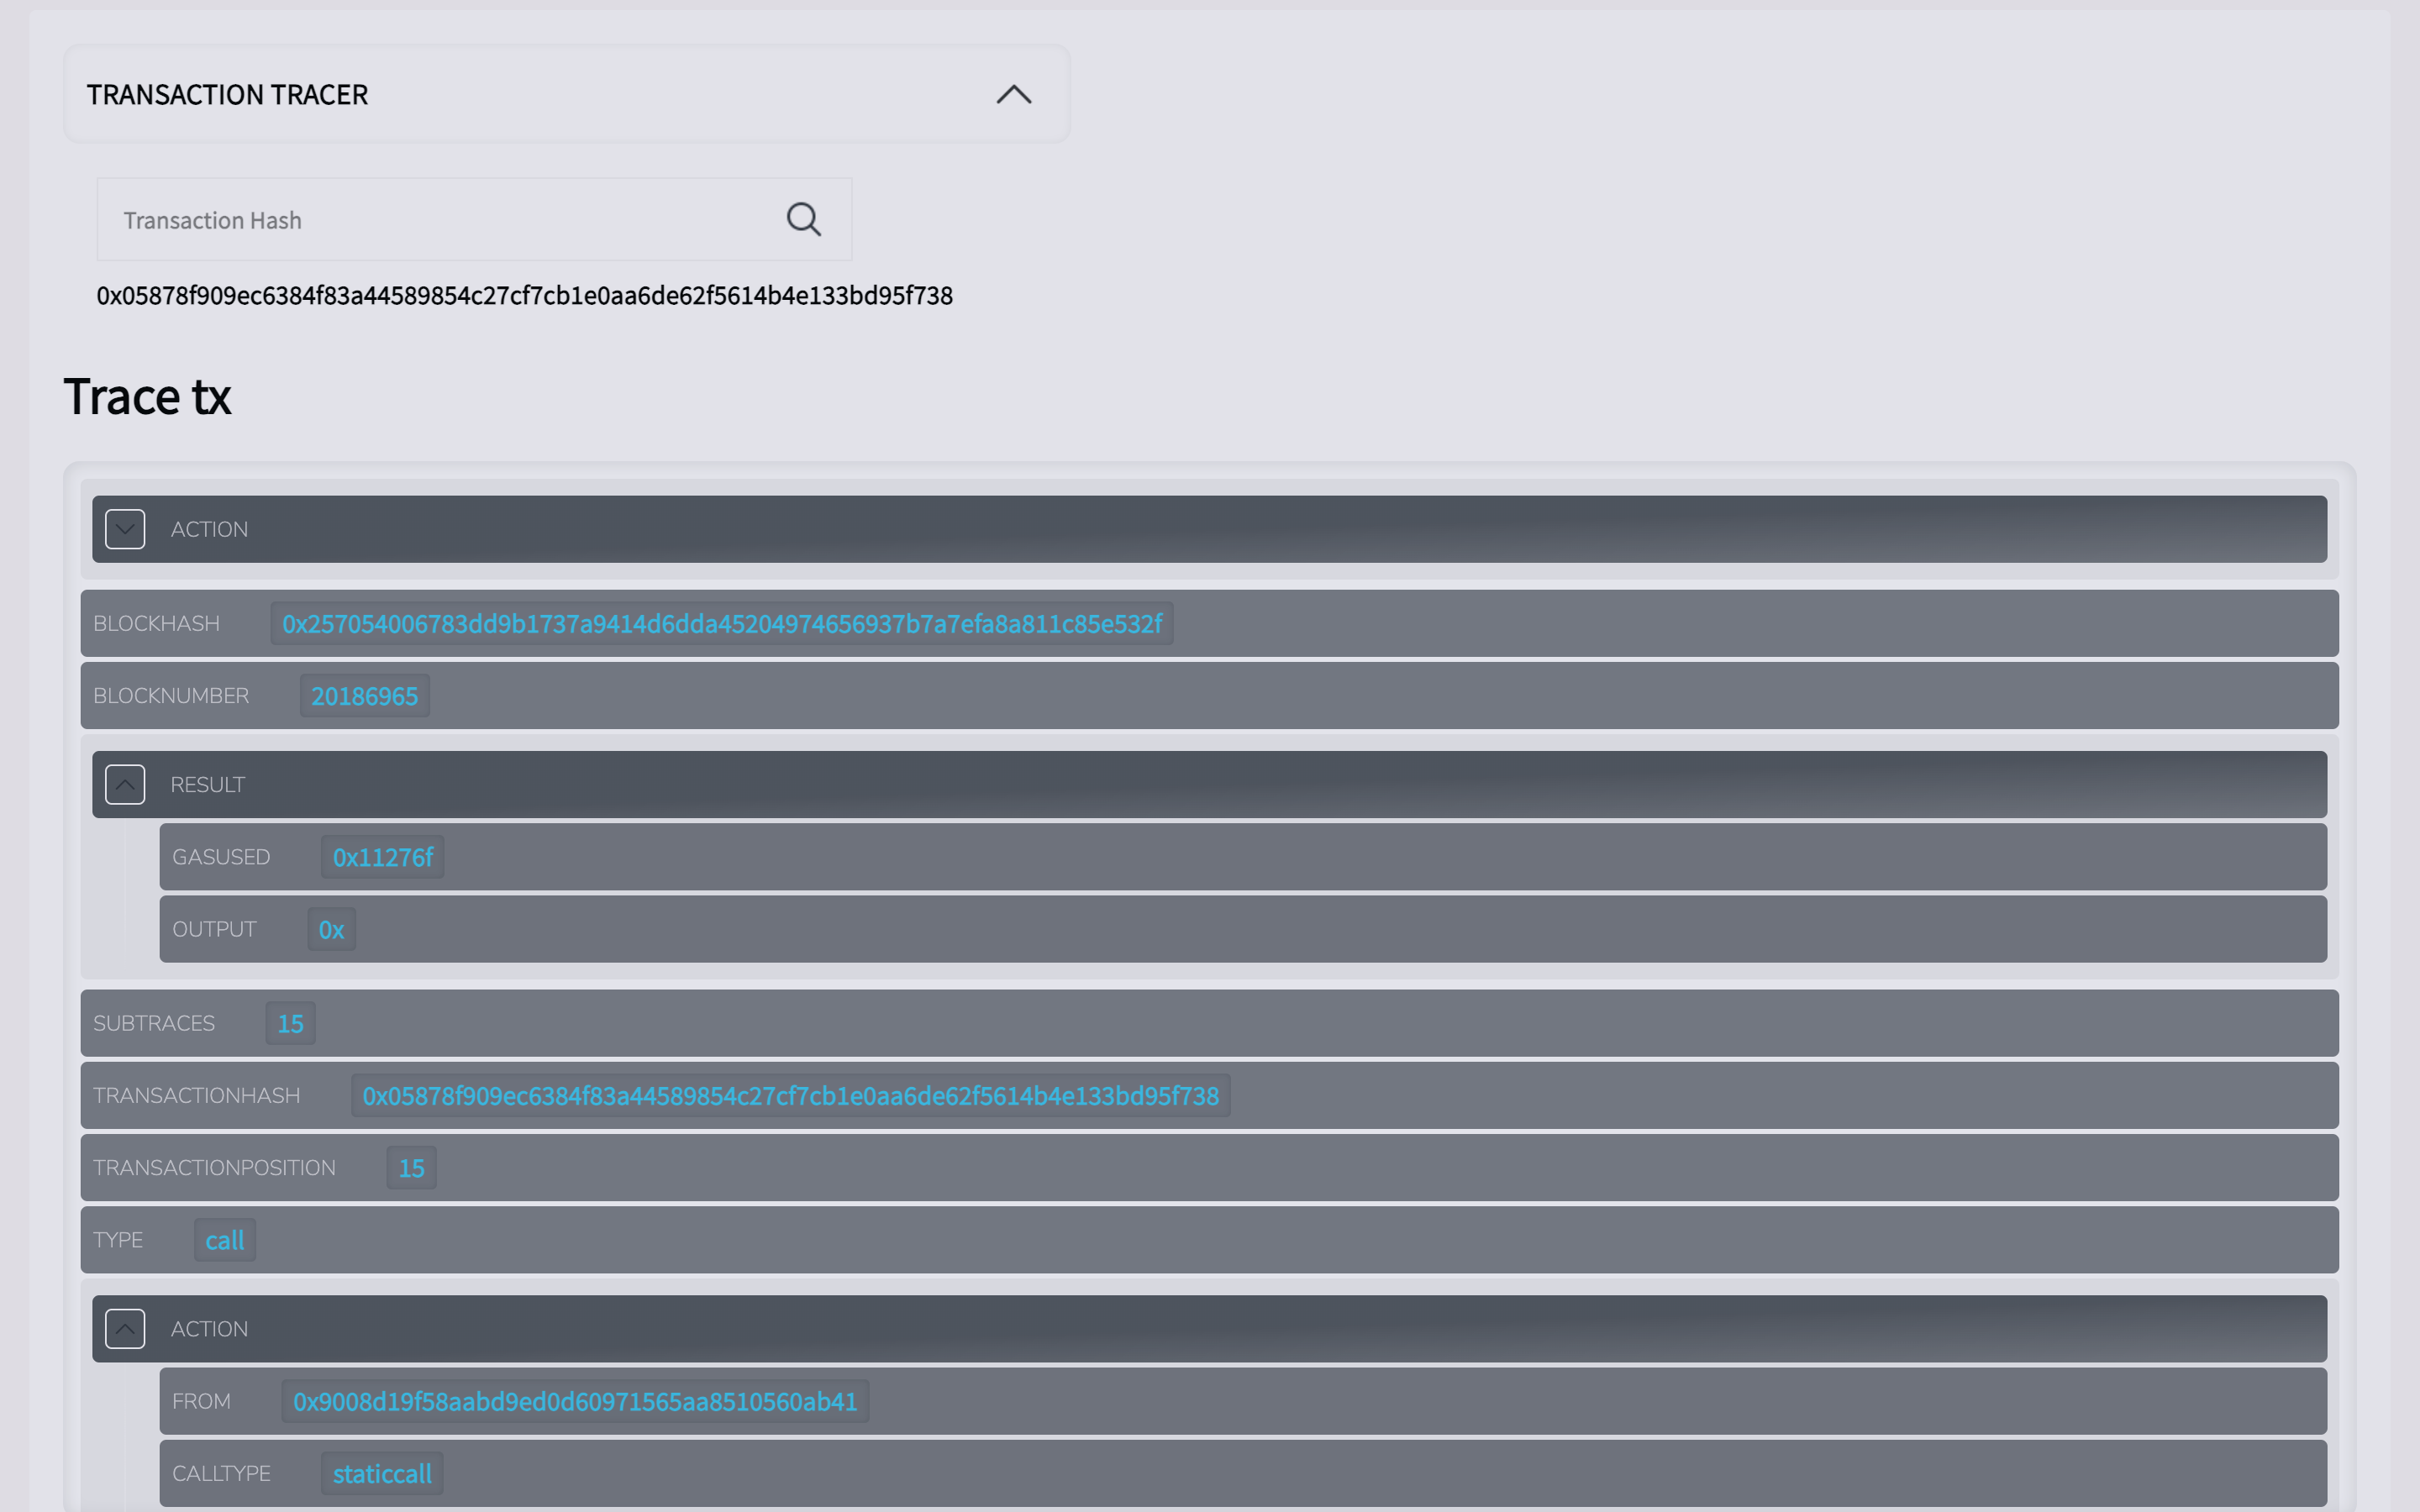 TRANSACTION TRACER
Transaction Hash
0x05878f909ec6384f83a44589854c27cf7cb1e0aa6de62f5614b4e133bd95f738
Trace tx
ACTION
BLOCKHASH 0x257054006783dd9b1737a9414d6dda45204974656937b7a7efa8a811c85e532f
BLOCKNUMBER 20186965
RESULT
GASUSED 0x11276f
OUTPUT 0x
SUBTRACES 15
TRANSACTIONHASH 0x05878f909ec6384f83a44589854c27cf7cb1e0aa6de62f5614b4e133bd95f738
TRANSACTIONPOSITION 15
TYPE call
ACTION
FROM 0x9008d19f58aabd9ed0d60971565aa8510560ab41
CALLTYPE staticcall